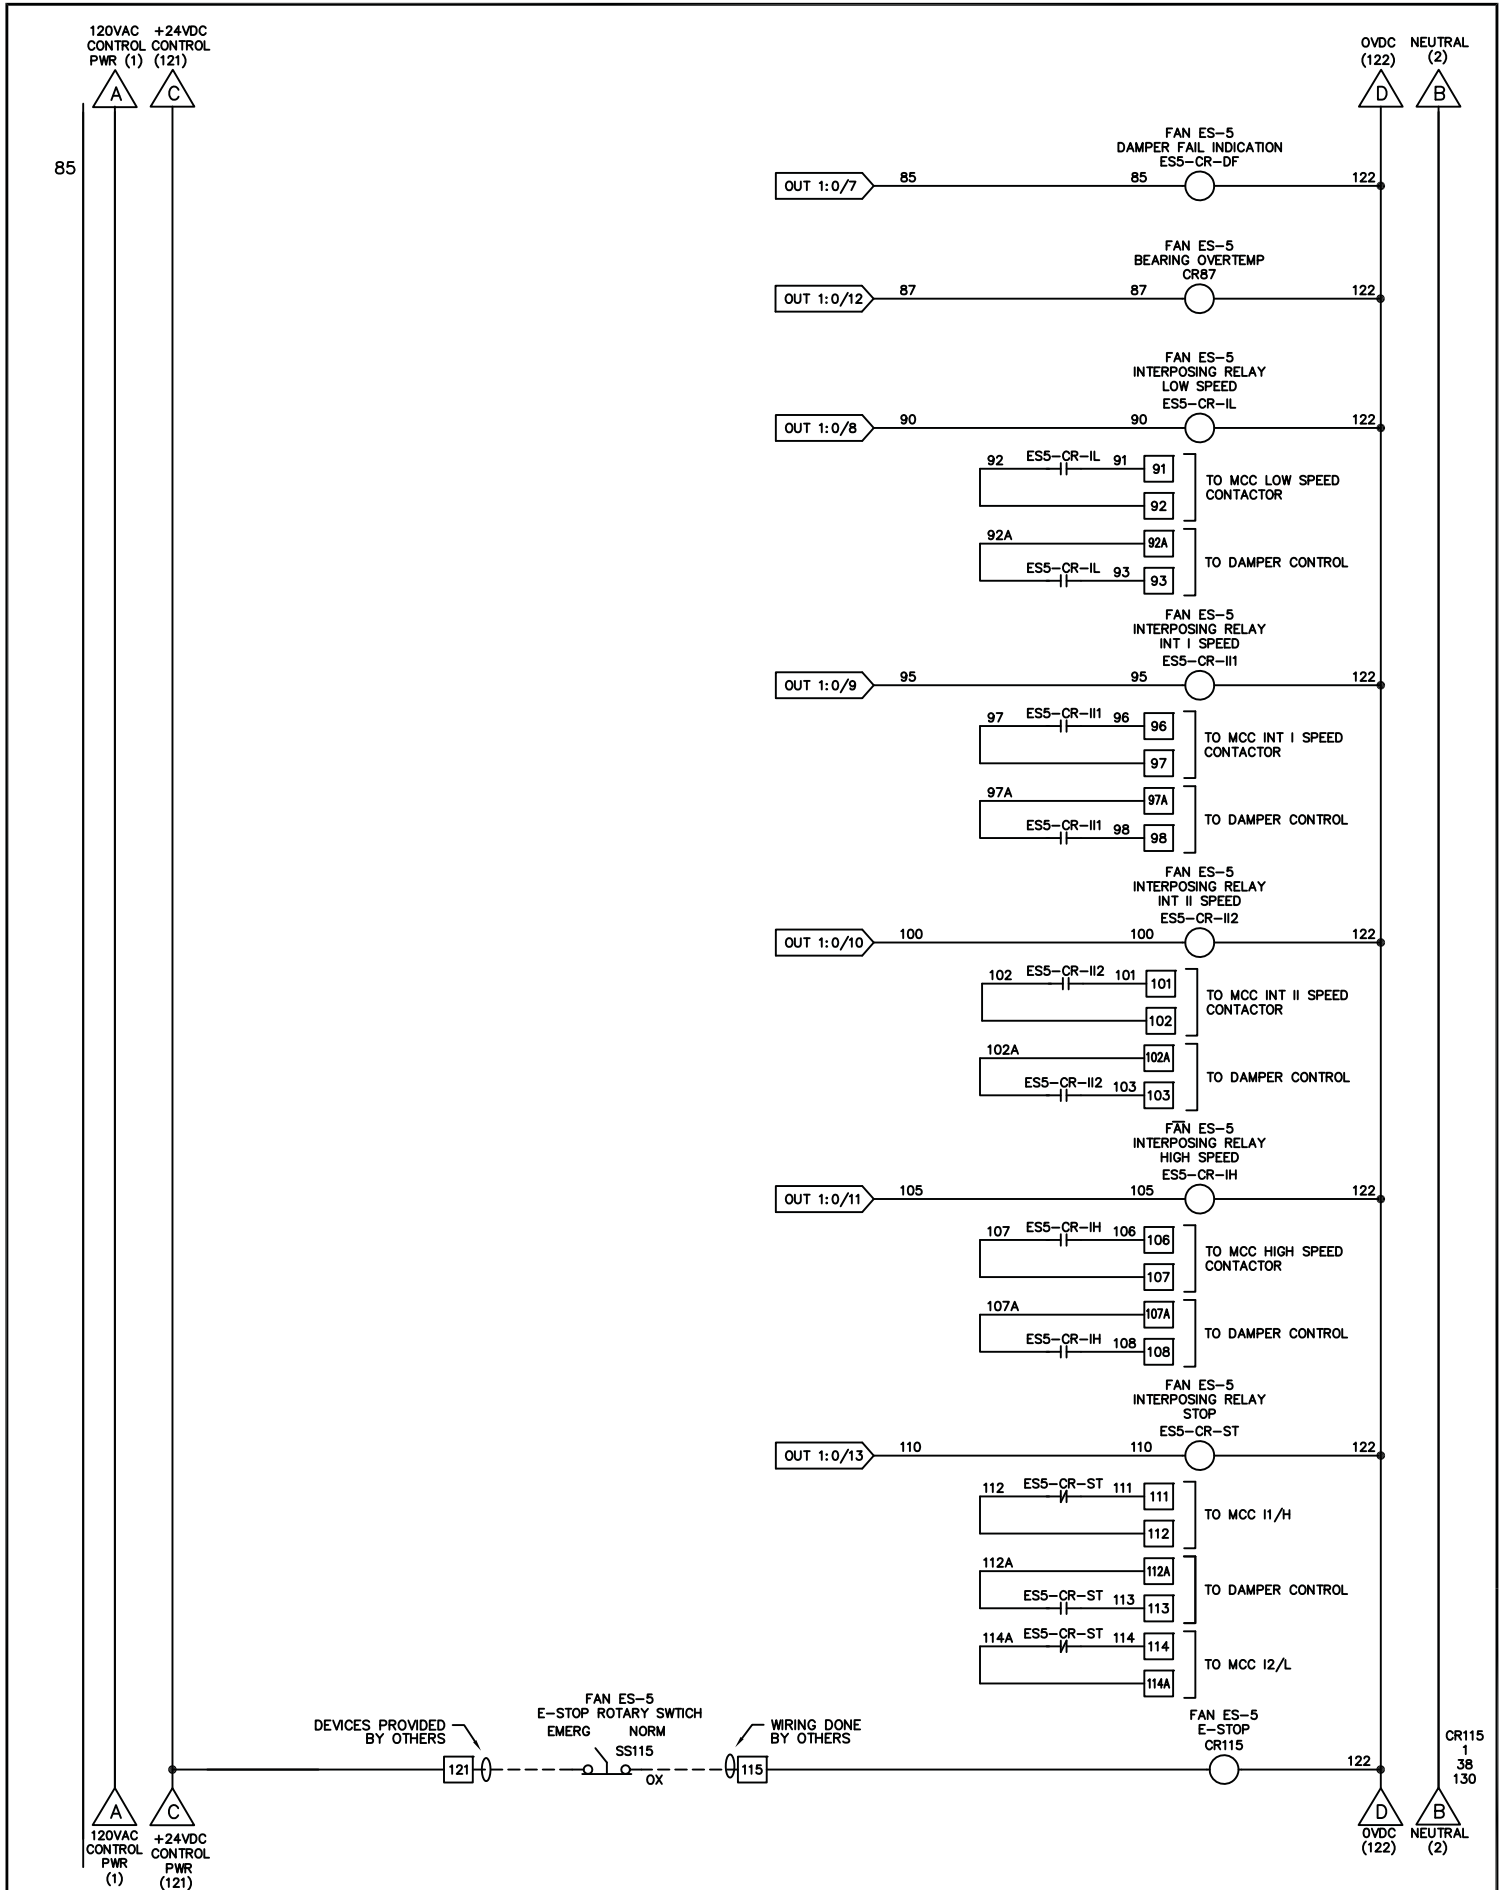 120VAC
CONTROL
PWR (1)
+24VDC
CONTROL
(121)
0VDC
(122)
NEUTRAL
(2)
A
C
D
B
85
FAN ES-5
DAMPER FAIL INDICATION
ES5-CR-DF
OUT 1:0/7
85
85
122
FAN ES-5
BEARING OVERTEMP
CR87
OUT 1:0/12
87
87
122
FAN ES-5
INTERPOSING RELAY
LOW SPEED
ES5-CR-IL
OUT 1:0/8
90
90
122
92
ES5-CR-IL
91
91
92
TO MCC LOW SPEED
CONTACTOR
92A
92A
ES5-CR-IL
93
93
TO DAMPER CONTROL
FAN ES-5
INTERPOSING RELAY
INT I SPEED
ES5-CR-II1
OUT 1:0/9
95
95
122
97
ES5-CR-II1
96
96
97
TO MCC INT I SPEED
CONTACTOR
97A
97A
ES5-CR-II1
98
98
TO DAMPER CONTROL
FAN ES-5
INTERPOSING RELAY
INT II SPEED
ES5-CR-II2
OUT 1:0/10
100
100
122
102
ES5-CR-II2
101
101
102
TO MCC INT II SPEED
CONTACTOR
102A
102A
ES5-CR-II2
103
103
TO DAMPER CONTROL
FAN ES-5
INTERPOSING RELAY
HIGH SPEED
ES5-CR-IH
OUT 1:0/11
105
105
122
107
ES5-CR-IH
106
106
107
TO MCC HIGH SPEED
CONTACTOR
107A
107A
ES5-CR-IH
108
108
TO DAMPER CONTROL
FAN ES-5
INTERPOSING RELAY
STOP
ES5-CR-ST
OUT 1:0/13
110
110
122
112
ES5-CR-ST
111
111
112
TO MCC I1/H
112A
112A
ES5-CR-ST
113
113
TO DAMPER CONTROL
114A
ES5-CR-ST
114
114
114A
TO MCC I2/L
DEVICES PROVIDED
BY OTHERS
FAN ES-5
E-STOP ROTARY SWTICH
EMERG
NORM
SS115
OX
WIRING DONE
BY OTHERS
FAN ES-5
E-STOP
CR115
121
115
122
CR115
1
38
130
A
C
D
B
120VAC
CONTROL
PWR
(1)
+24VDC
CONTROL
PWR
(121)
0VDC
(122)
NEUTRAL
(2)